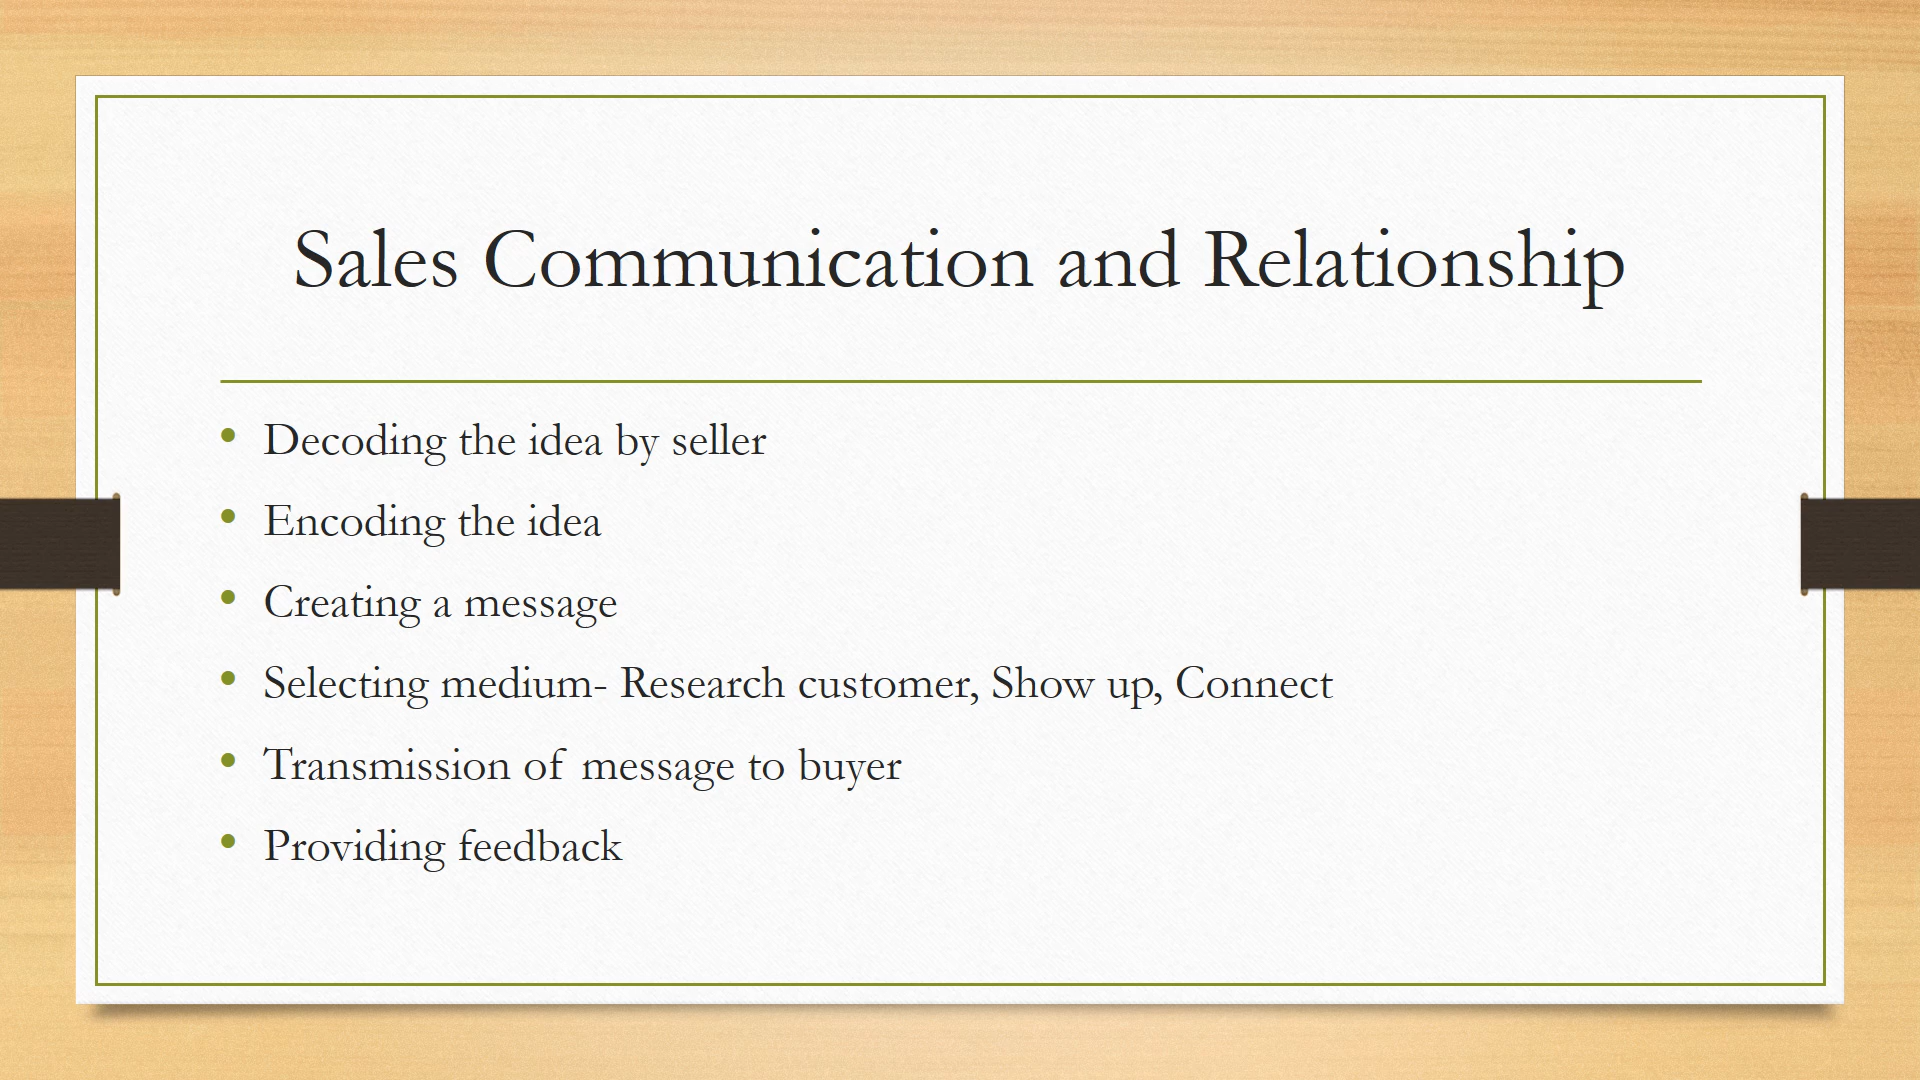 Sales Communication and Relationship
• Decoding the idea by seller
• Encoding the idea
• Creating a message
• Selecting medium- Research customer, Show up, Connect
• Transmission of message to buyer
• Providing feedback